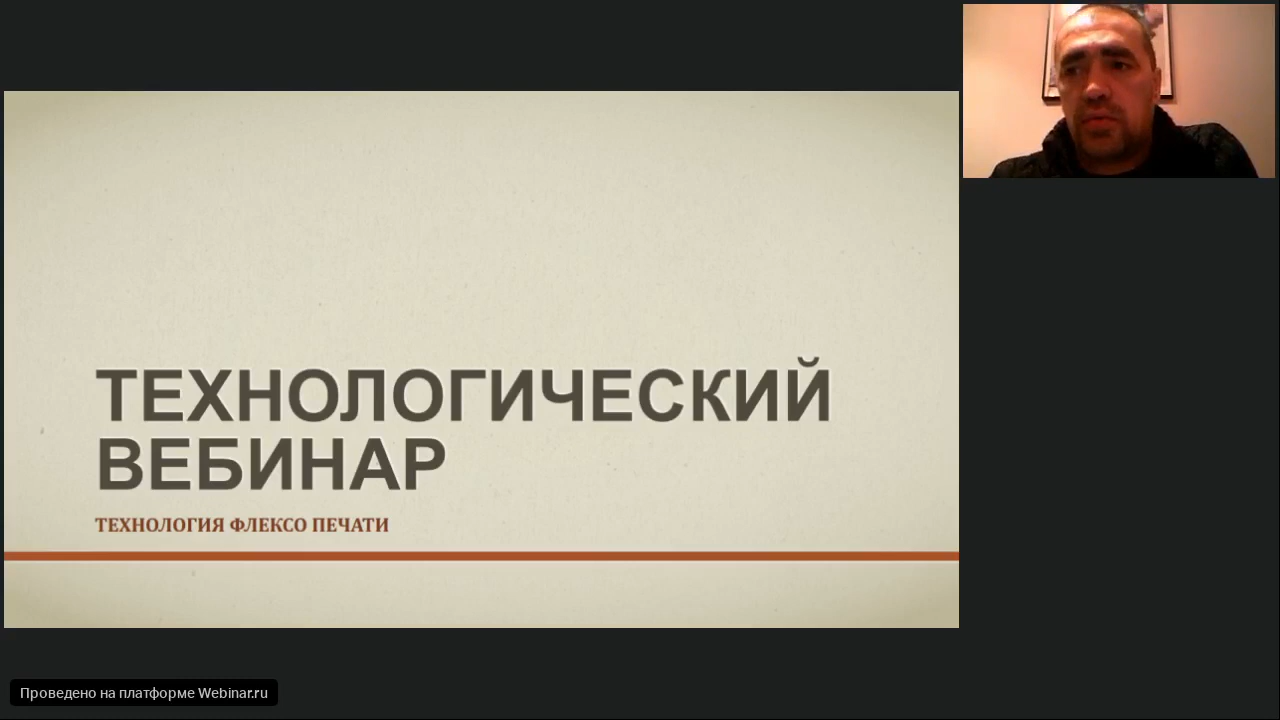 ТЕХНОЛОГИЧЕСКИЙ
ВЕБИНАР
ТЕХНОЛОГИЯ ФЛЕКСО ПЕЧАТИ
Проведено на платформе Webinar.ru